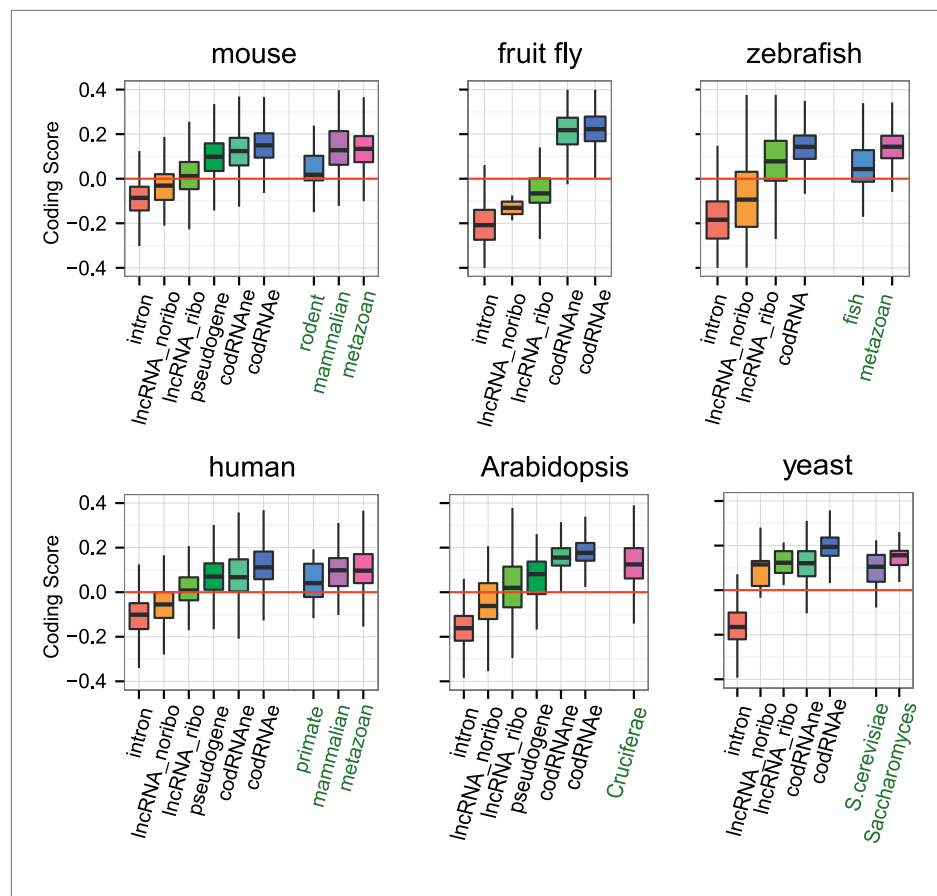 mouse
fruit fly
zebrafish
Coding Score
0.4
0.2
0.0
−0.2
−0.4
intron
lncRNA_noribo
lncRNA_ribo
pseudogene
codRNAne
codRNAe
rodent
mammalian
metazoan
intron
lncRNA_noribo
lncRNA_ribo
codRNAne
codRNAe
intron
lncRNA_noribo
lncRNA_ribo
codRNA
fish
metazoan
human
Arabidopsis
yeast
Coding Score
0.4
0.2
0.0
−0.2
−0.4
intron
lncRNA_noribo
lncRNA_ribo
pseudogene
codRNAne
codRNAe
primate
mammalian
metazoan
intron
lncRNA_noribo
lncRNA_ribo
pseudogene
codRNAne
codRNAe
Cruciferae
intron
lncRNA_noribo
lncRNA_ribo
codRNAne
codRNAe
S.cerevisiae
Saccharomyces